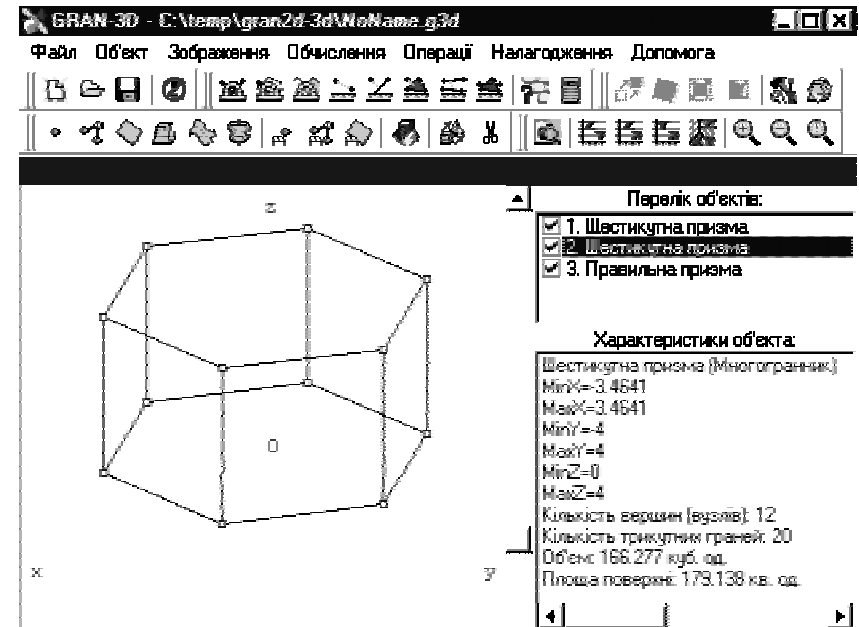 GRAN-3D - C:\temp\gran2d-3d\NoName.g3d
Файл Об'єкт Зображення Обчислення Операції Налагодження Допомога
Перелік об'єктів:
1. Шестикутна призма
2. Шестикутна призма
3. Правильна призма
z
0
x
y
Характеристики об'єкта:
Шестикутна призма (Многогранник)
MinX=-3.4641
MaxX=3.4641
MinY=-4
MaxY=4
MinZ=0
MaxZ=4
Кількість вершин (вузлів): 12
Кількість трикутних граней: 20
Об'єм: 166.277 куб. од.
Площа поверхні: 179.138 кв. од.